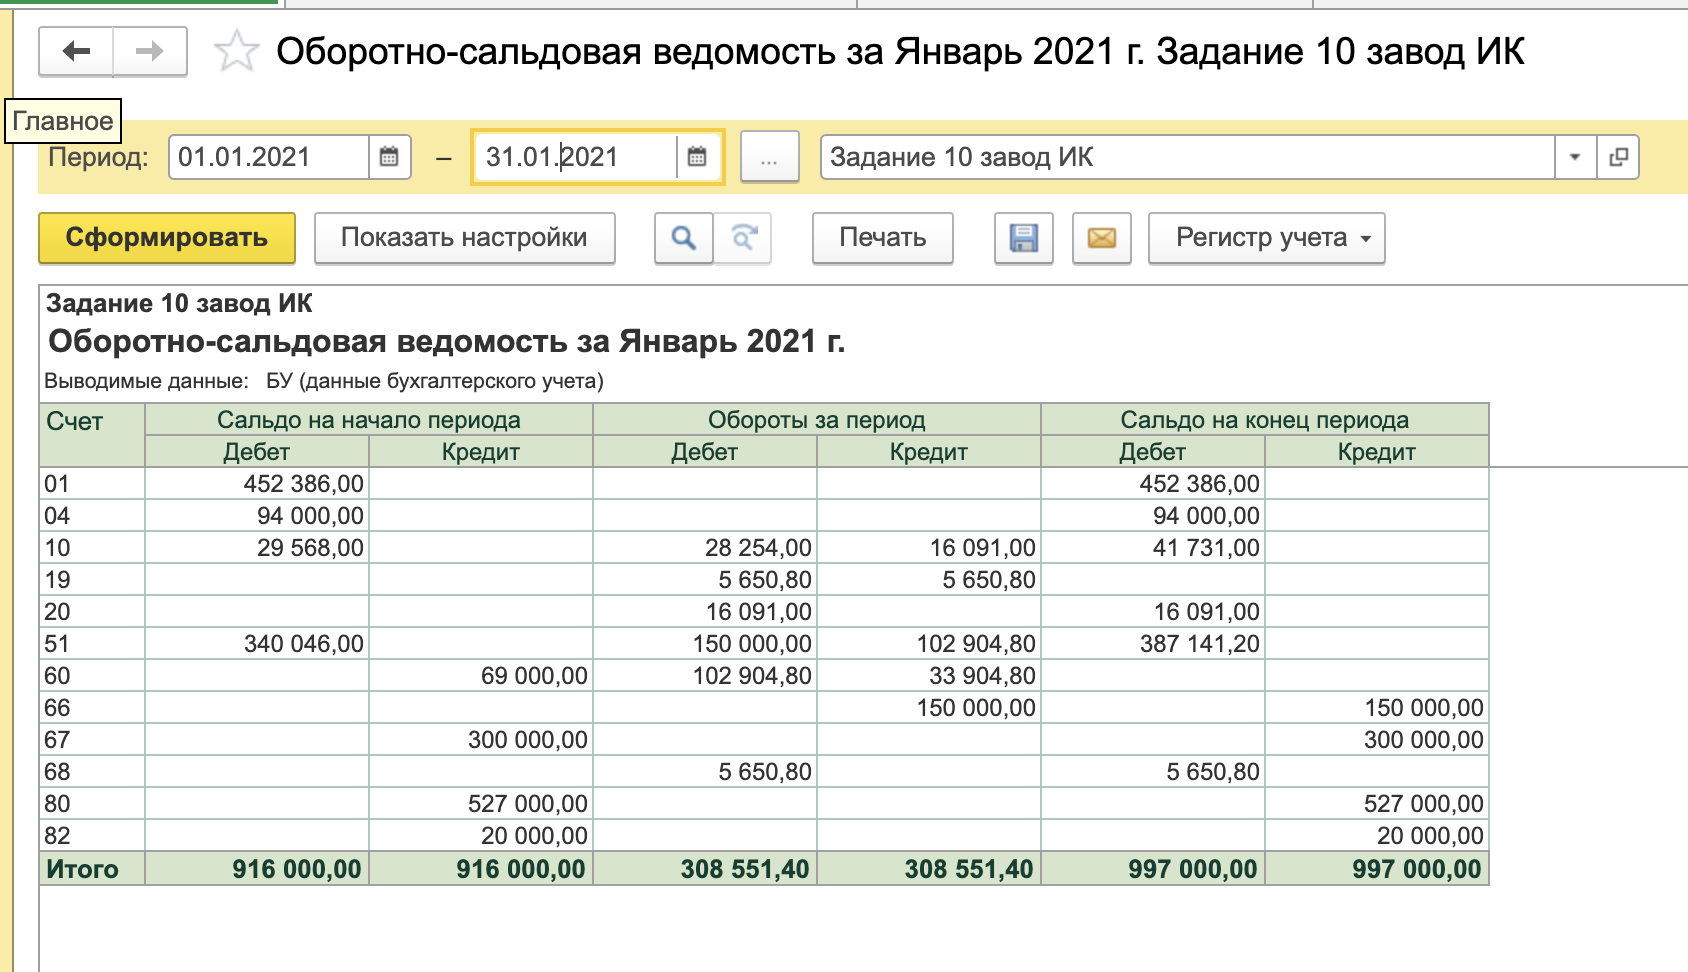 Оборотно-сальдовая ведомость за Январь 2021 г. Задание 10 завод ИК
Главное
Период: 01.01.2021 – 31.01.2021 ... Задание 10 завод ИК
Сформировать Показать настройки Печать Регистр учета
Задание 10 завод ИК
Оборотно-сальдовая ведомость за Январь 2021 г.
Выводимые данные: БУ (данные бухгалтерского учета)
Счет Сальдо на начало периода Обороты за период Сальдо на конец периода
Дебет Кредит Дебет Кредит Дебет Кредит
01 452 386,00 452 386,00
04 94 000,00 94 000,00
10 29 568,00 28 254,00 16 091,00 41 731,00
19 5 650,80 5 650,80
20 16 091,00 16 091,00
51 340 046,00 150 000,00 102 904,80 387 141,20
60 69 000,00 102 904,80 33 904,80
66 150 000,00 150 000,00
67 300 000,00 300 000,00
68 5 650,80 5 650,80
80 527 000,00 527 000,00
82 20 000,00 20 000,00
Итого 916 000,00 916 000,00 308 551,40 308 551,40 997 000,00 997 000,00